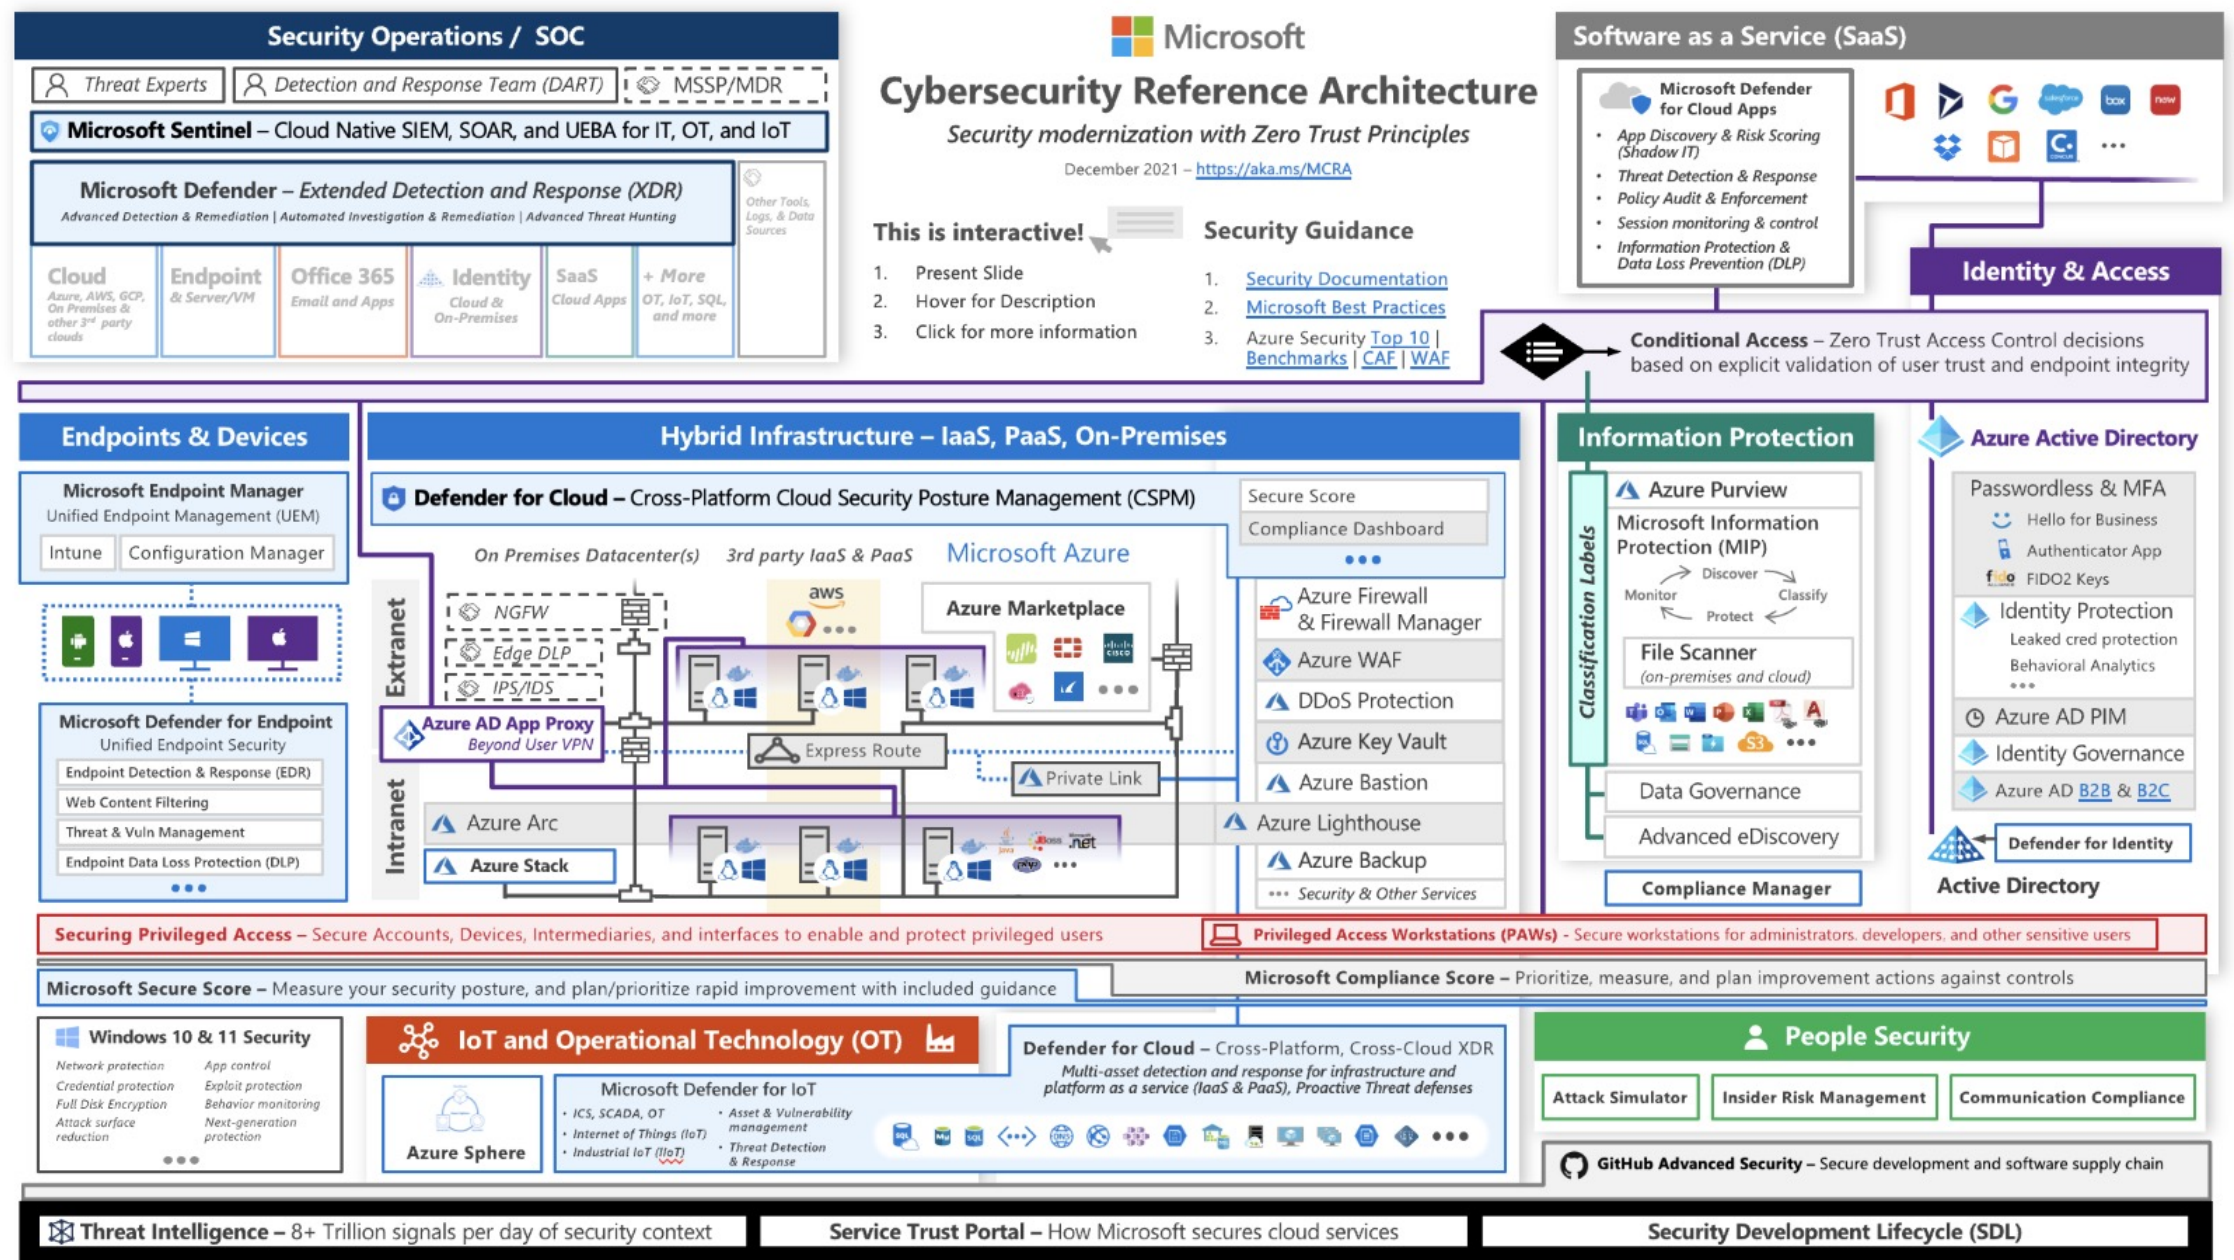 Security Operations / SOC
Threat Experts
Detection and Response Team (DART)
MSSP/MDR
Microsoft Sentinel – Cloud Native SIEM, SOAR, and UEBA for IT, OT, and IoT
Microsoft Defender – Extended Detection and Response (XDR)
Advanced Detection & Remediation | Automated Investigation & Remediation | Advanced Threat Hunting
Other Tools,
Logs, & Data
Sources
Cloud
Azure, AWS, GCP,
On Premises &
other 3rd party
clouds
Endpoint
& Server/VM
Office 365
Email and Apps
Identity
Cloud &
On-Premises
SaaS
Cloud Apps
+ More
OT, IoT, SQL,
and more
Microsoft
Cybersecurity Reference Architecture
Security modernization with Zero Trust Principles
December 2021 – https://aka.ms/MCRA
This is interactive!
1. Present Slide
2. Hover for Description
3. Click for more information
Security Guidance
1. Security Documentation
2. Microsoft Best Practices
3. Azure Security Top 10 |
Benchmarks | CAF | WAF
Software as a Service (SaaS)
Microsoft Defender
for Cloud Apps
• App Discovery & Risk Scoring
(Shadow IT)
• Threat Detection & Response
• Policy Audit & Enforcement
• Session monitoring & control
• Information Protection &
Data Loss Prevention (DLP)
salesforce
box
now
C.
CONCUR
Identity & Access
Conditional Access – Zero Trust Access Control decisions
based on explicit validation of user trust and endpoint integrity
Endpoints & Devices
Microsoft Endpoint Manager
Unified Endpoint Management (UEM)
Intune
Configuration Manager
Microsoft Defender for Endpoint
Unified Endpoint Security
Endpoint Detection & Response (EDR)
Web Content Filtering
Threat & Vuln Management
Endpoint Data Loss Protection (DLP)
Hybrid Infrastructure – IaaS, PaaS, On-Premises
Defender for Cloud – Cross-Platform Cloud Security Posture Management (CSPM)
Secure Score
Compliance Dashboard
On Premises Datacenter(s)
3rd party IaaS & PaaS
Microsoft Azure
Extranet
Intranet
NGFW
Edge DLP
IPS/IDS
aws
Azure Marketplace
CISCO
Azure AD App Proxy
Beyond User VPN
Express Route
Private Link
Azure Arc
Azure Stack
Java
JBoss
Microsoft
.net
php
Azure Firewall
& Firewall Manager
Azure WAF
DDoS Protection
Azure Key Vault
Azure Bastion
Azure Lighthouse
Azure Backup
Security & Other Services
Information Protection
Classification Labels
Azure Purview
Microsoft Information
Protection (MIP)
Discover
Monitor
Classify
Protect
File Scanner
(on-premises and cloud)
S3
Data Governance
Advanced eDiscovery
Compliance Manager
Azure Active Directory
Passwordless & MFA
Hello for Business
Authenticator App
fido
FIDO2 Keys
Identity Protection
Leaked cred protection
Behavioral Analytics
Azure AD PIM
Identity Governance
Azure AD B2B & B2C
Defender for Identity
Active Directory
Securing Privileged Access – Secure Accounts, Devices, Intermediaries, and interfaces to enable and protect privileged users
Privileged Access Workstations (PAWs) - Secure workstations for administrators, developers, and other sensitive users
Microsoft Secure Score – Measure your security posture, and plan/prioritize rapid improvement with included guidance
Microsoft Compliance Score – Prioritize, measure, and plan improvement actions against controls
Windows 10 & 11 Security
Network protection
Credential protection
Full Disk Encryption
Attack surface
reduction
App control
Exploit protection
Behavior monitoring
Next-generation
protection
IoT and Operational Technology (OT)
Azure Sphere
Microsoft Defender for IoT
• ICS, SCADA, OT
• Internet of Things (IoT)
• Industrial IoT (IIoT)
• Asset & Vulnerability
management
• Threat Detection
& Response
Defender for Cloud – Cross-Platform, Cross-Cloud XDR
Multi-asset detection and response for infrastructure and
platform as a service (IaaS & PaaS), Proactive Threat defenses
SQL
My
SQL
DNS
People Security
Attack Simulator
Insider Risk Management
Communication Compliance
GitHub Advanced Security – Secure development and software supply chain
Threat Intelligence – 8+ Trillion signals per day of security context
Service Trust Portal – How Microsoft secures cloud services
Security Development Lifecycle (SDL)